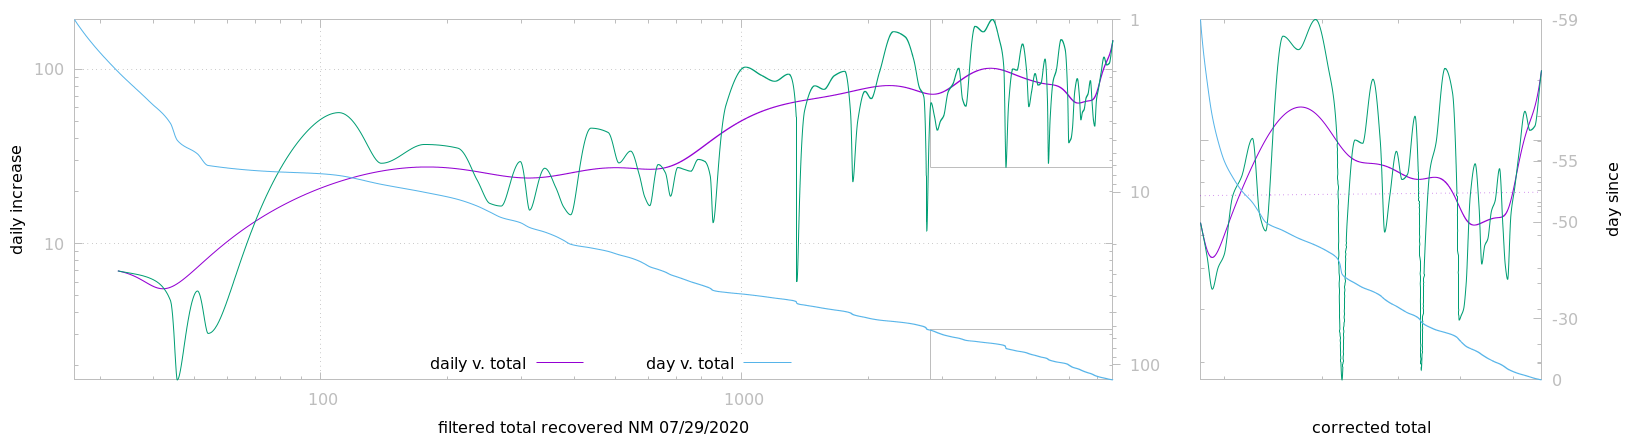 daily increase
100
10
100
1000
filtered total recovered NM 07/29/2020
daily v. total
day v. total
1
10
100
corrected total
-59
-55
-50
-30
0
day since